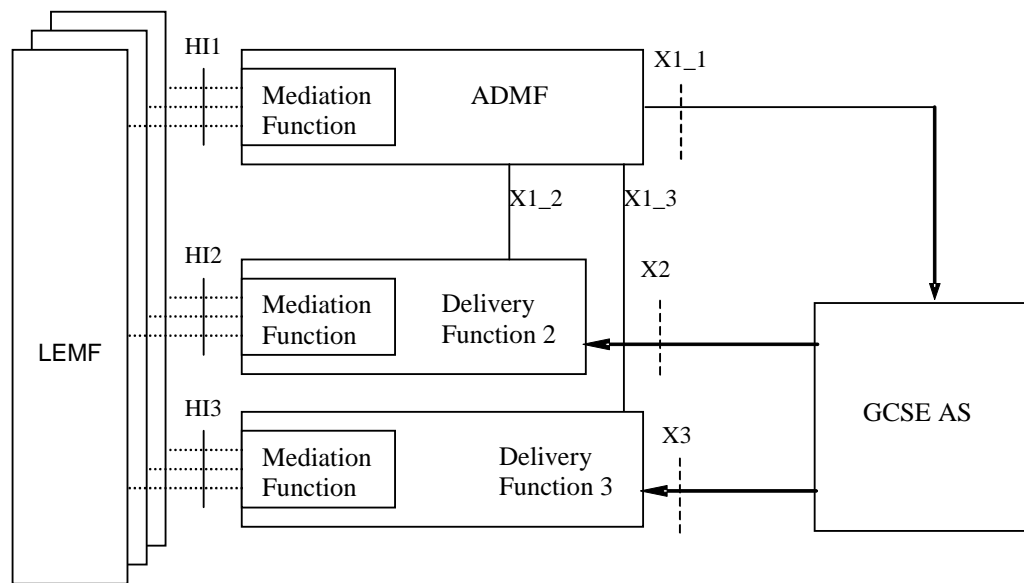 HI1
X1_1
Mediation
Function
ADMF
X1_2
X1_3
HI2
X2
Mediation
Function
Delivery
Function 2
LEMF
GCSE AS
HI3
X3
Mediation
Function
Delivery
Function 3